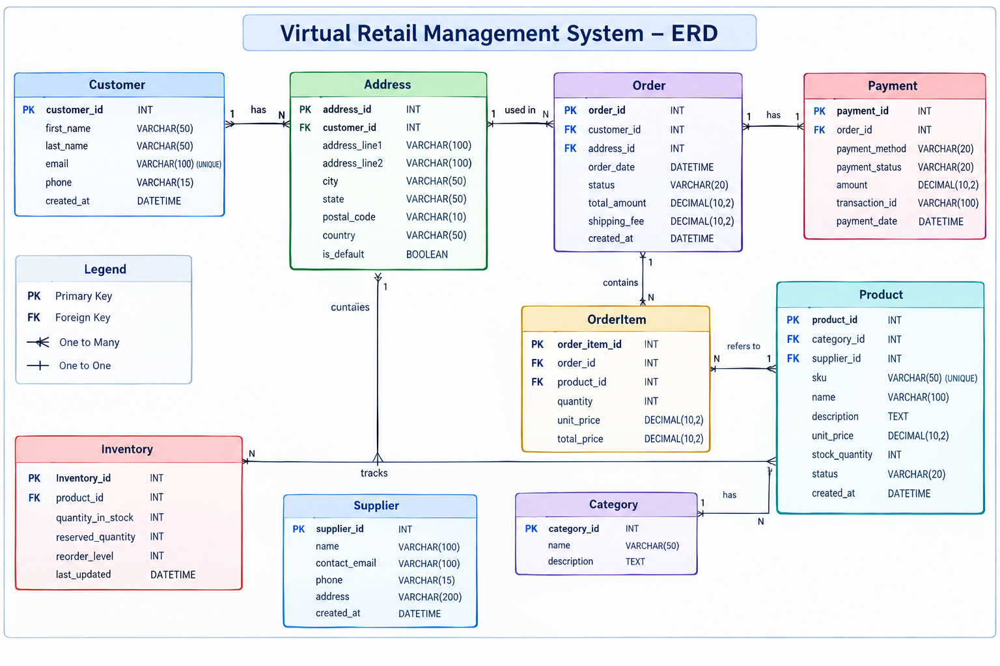 Virtual Retail Management System – ERD
Customer
PK customer_id INT
first_name VARCHAR(50)
last_name VARCHAR(50)
email VARCHAR(100) (UNIQUE)
phone VARCHAR(15)
created_at DATETIME
1 has N
Address
PK address_id INT
FK customer_id INT
address_line1 VARCHAR(100)
address_line2 VARCHAR(100)
city VARCHAR(50)
state VARCHAR(50)
postal_code VARCHAR(10)
country VARCHAR(50)
is_default BOOLEAN
1 used in N
Order
PK order_id INT
FK customer_id INT
FK address_id INT
order_date DATETIME
status VARCHAR(20)
total_amount DECIMAL(10,2)
shipping_fee DECIMAL(10,2)
created_at DATETIME
1 has 1
Payment
PK payment_id INT
FK order_id INT
payment_method VARCHAR(20)
payment_status VARCHAR(20)
amount DECIMAL(10,2)
transaction_id VARCHAR(100)
payment_date DATETIME
Legend
PK Primary Key
FK Foreign Key
One to Many
One to One
1
cuntaïes
1
contains
N
OrderItem
PK order_item_id INT
FK order_id INT
FK product_id INT
quantity INT
unit_price DECIMAL(10,2)
total_price DECIMAL(10,2)
refers to
N 1
Product
PK product_id INT
FK category_id INT
FK supplier_id INT
sku VARCHAR(50) (UNIQUE)
name VARCHAR(100)
description TEXT
unit_price DECIMAL(10,2)
stock_quantity INT
status VARCHAR(20)
created_at DATETIME
Inventory
PK Inventory_id INT
FK product_id INT
quantity_in_stock INT
reserved_quantity INT
reorder_level INT
last_updated DATETIME
N
tracks
Supplier
PK supplier_id INT
name VARCHAR(100)
contact_email VARCHAR(100)
phone VARCHAR(15)
address VARCHAR(200)
created_at DATETIME
Category
PK category_id INT
name VARCHAR(50)
description TEXT
has
1
N